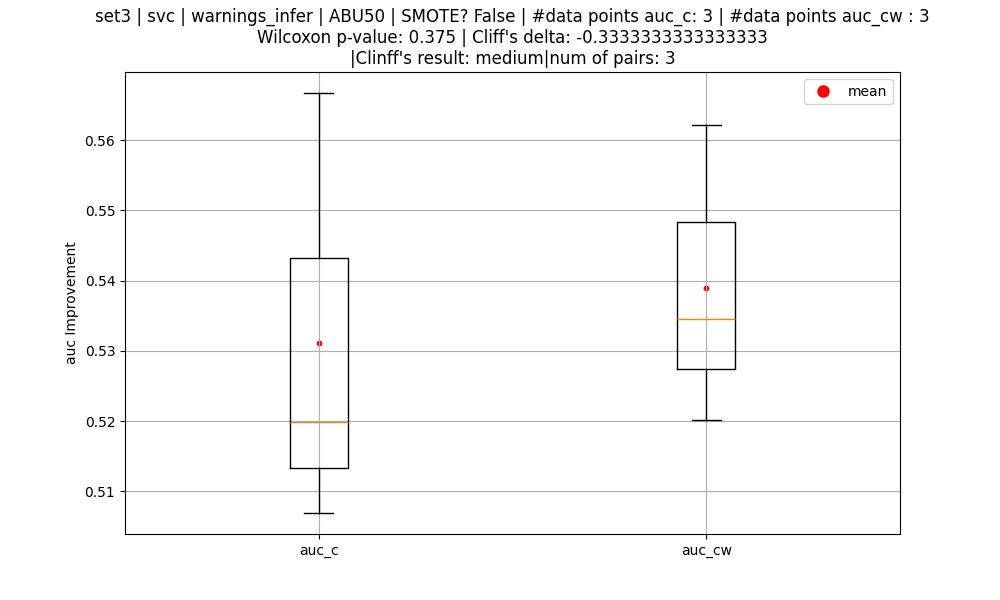 set3 | svc | warnings_infer | ABU50 | SMOTE? False | #data points auc_c: 3 | #data points auc_cw : 3
Wilcoxon p-value: 0.375 | Cliff's delta: -0.3333333333333333
|Clinff's result: medium|num of pairs: 3
mean
0.56
0.55
0.54
0.53
0.52
0.51
auc Improvement
auc_c
auc_cw